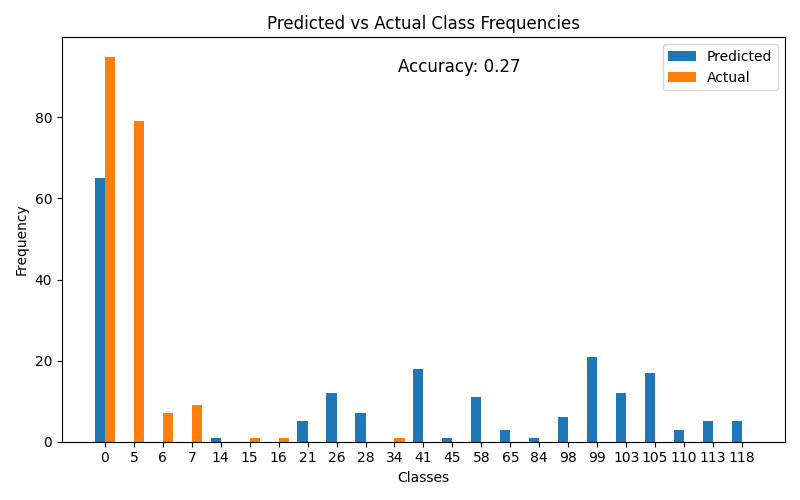 Predicted vs Actual Class Frequencies
Accuracy: 0.27
Predicted
Actual
Frequency
80
60
40
20
0
0 5 6 7 14 15 16 21 26 28 34 41 45 58 65 84 98 99 103 105 110 113 118
Classes